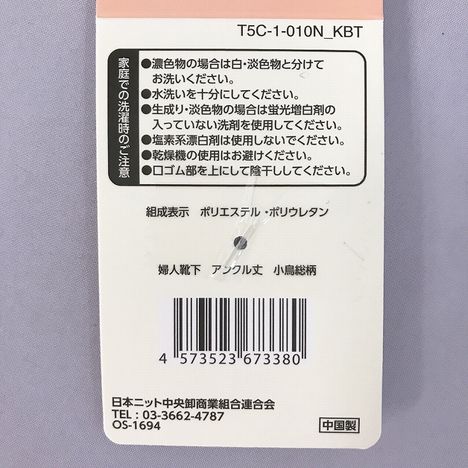 T5C-1-010N_KBT
家庭での洗濯時のご注意
●濃色物の場合は白・淡色物と分けて
お洗いください。
●水洗いを十分にしてください。
●生成り・淡色物の場合は蛍光増白剤の
入っていない洗剤を使用してください。
●塩素系漂白剤は使用しないでください。
●乾燥機の使用はお避けください。
●口ゴム部を上にして陰干ししてください。
組成表示 ポリエステル・ポリウレタン
婦人靴下 アンクル丈 小鳥総柄
4 573523 673380
日本ニット中央卸商業組合連合会
TEL : 03-3662-4787
OS-1694
中国製